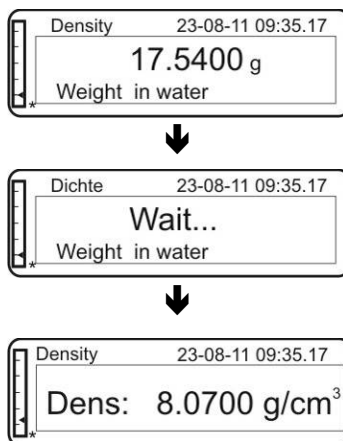 Density 23-08-11 09:35.17
17.5400 g
Weight in water
*
Dichte 23-08-11 09:35.17
Wait...
Weight in water
*
Density 23-08-11 09:35.17
Dens: 8.0700 g/cm³
*